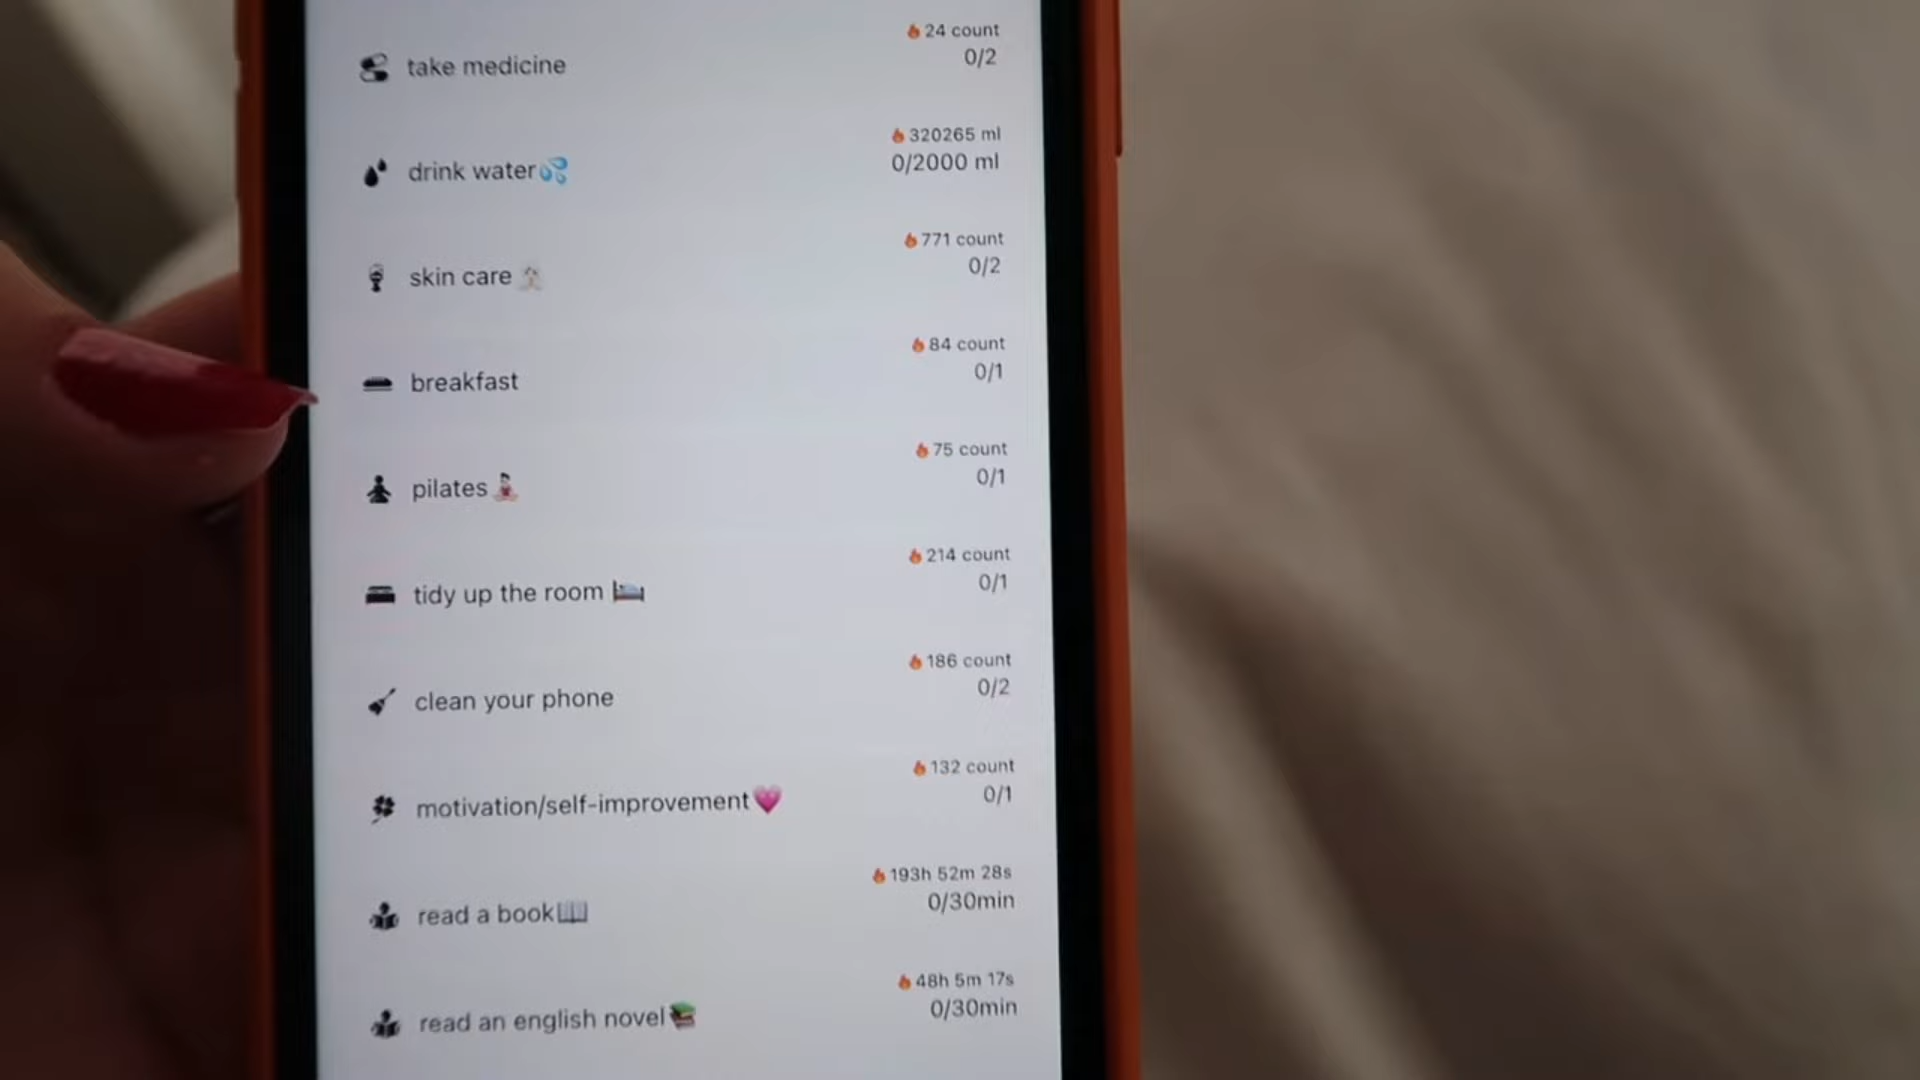 24 count
take medicine
0/2
320265 ml
drink water💦
0/2000 ml
771 count
skin care
0/2
84 count
breakfast
0/1
75 count
pilates
0/1
214 count
tidy up the room
0/1
186 count
clean your phone
0/2
132 count
motivation/self-improvement
0/1
193h 52m 28s
read a book
0/30min
48h 5m 17s
read an english novel
0/30min